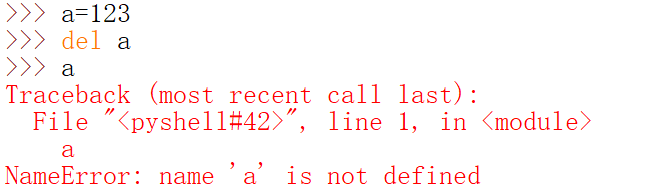 >>> a=123
>>> del a
>>> a
Traceback (most recent call last):
  File "<pyshell#42>", line 1, in <module>
    a
NameError: name 'a' is not defined